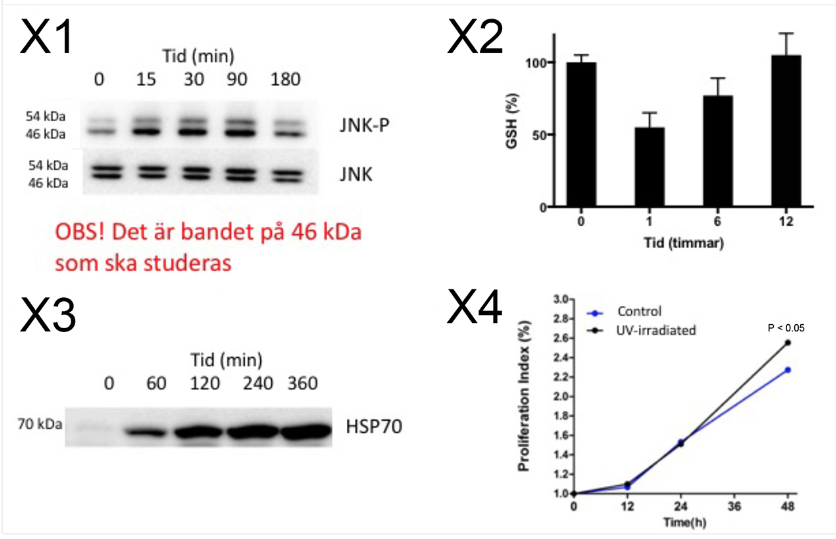 X1
Tid (min)
0 15 30 90 180
54 kDa
46 kDa
JNK-P
54 kDa
46 kDa
JNK
OBS! Det är bandet på 46 kDa
som ska studeras
X2
GSH (%)
100
50
0
0 1 6 12
Tid (timmar)
X3
Tid (min)
0 60 120 240 360
70 kDa
HSP70
X4
Proliferation Index (%)
3.0
2.8
2.6
2.4
2.2
2.0
1.8
1.6
1.4
1.2
1.0
Control
UV-irradiated
P < 0.05
0 12 24 36 48
Time(h)